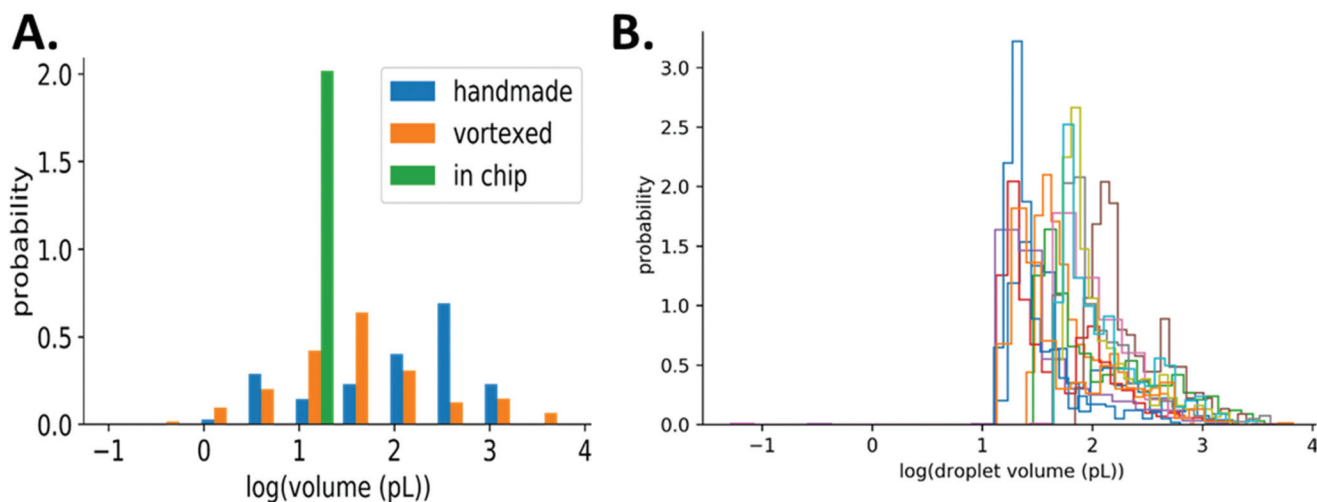 A.
2.0
1.5
1.0
0.5
0.0
probability
−1 0 1 2 3 4
log(volume (pL))
handmade
vortexed
in chip
B.
3.0
2.5
2.0
1.5
1.0
0.5
0.0
probability
−1 0 1 2 3 4
log(droplet volume (pL))